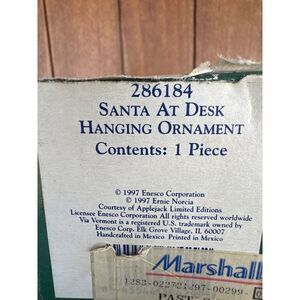 286184
SANTA AT DESK
HANGING ORNAMENT
Contents: 1 Piece
© 1997 Enesco Corporation
© 1997 Ernie Norcia
Courtesy of Applejack Limited Editions
Licensee Enesco Corporation All rights reserved worldwide
Via Vermont is a registered U.S. trademark owned by
Enesco Corp. Elk Grove Village, IL 60007
Handcrafted in Mexico Printed in Mexico
Marshall